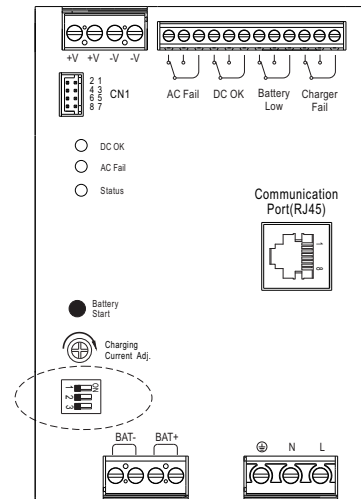 +V +V -V -V
2 1
4 3
6 5
8 7
CN1
AC Fail DC OK Battery Low Charger Fail
DC OK
AC Fail
Status
Communication
Port(RJ45)
1
8
Battery
Start
Charging
Current Adj.
ON
1
2
3
BAT- BAT+
N L